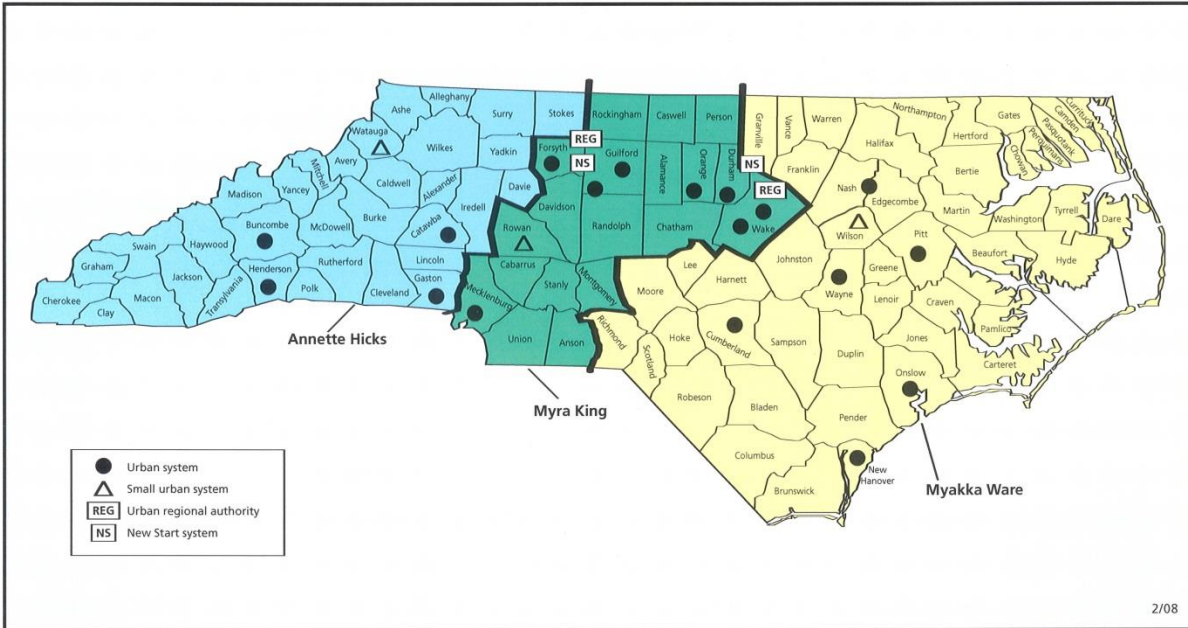 Alleghany
Ashe
Surry
Stokes
Rockingham
Caswell
Person
Granville
Vance
Warren
Northampton
Gates
Currituck
Camden
Pasquotank
Perquimans
Chowan
Hertford
Halifax
Bertie
Watauga
Wilkes
Yadkin
REG
Forsyth
NS
Guilford
Alamance
Orange
Durham
NS
REG
Franklin
Nash
Edgecombe
Martin
Washington
Tyrrell
Dare
Mitchell
Avery
Caldwell
Alexander
Davie
Iredell
Davidson
Randolph
Chatham
Wake
Wilson
Pitt
Beaufort
Hyde
Madison
Yancey
Burke
Catawba
Rowan
Buncombe
McDowell
Swain
Haywood
Lincoln
Cabarrus
Lee
Johnston
Greene
Graham
Jackson
Henderson
Rutherford
Gaston
Mecklenburg
Stanly
Montgomery
Moore
Harnett
Wayne
Lenoir
Craven
Cherokee
Macon
Clay
Transylvania
Polk
Cleveland
Union
Anson
Richmond
Scotland
Hoke
Cumberland
Sampson
Duplin
Jones
Pamlico
Carteret
Onslow
Annette Hicks
Robeson
Bladen
Pender
Myra King
Columbus
Brunswick
New
Hanover
Myakka Ware
Urban system
Small urban system
REG Urban regional authority
NS New Start system
2/08